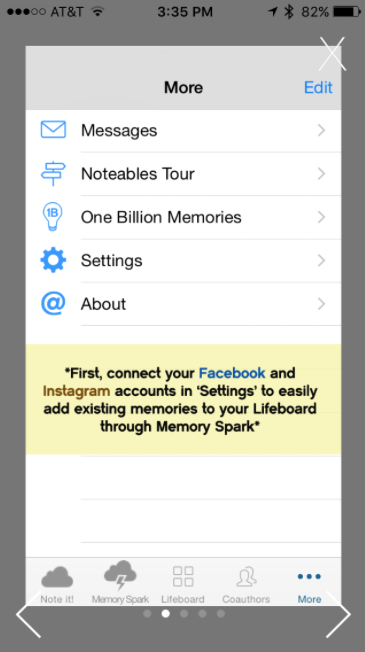 AT&T 3:35 PM 82%
More Edit
Messages
Noteables Tour
1B One Billion Memories
Settings
@ About
*First, connect your Facebook and
Instagram accounts in ‘Settings’ to easily
add existing memories to your Lifeboard
through Memory Spark*
Note it! Memory Spark Lifeboard Coauthors More